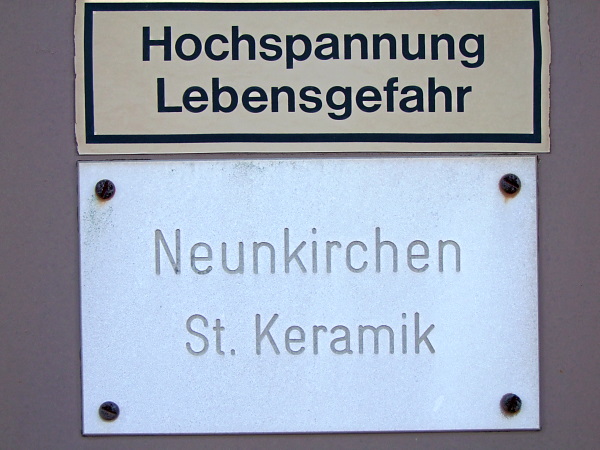 Hochspannung
Lebensgefahr
Neunkirchen
St. Keramik